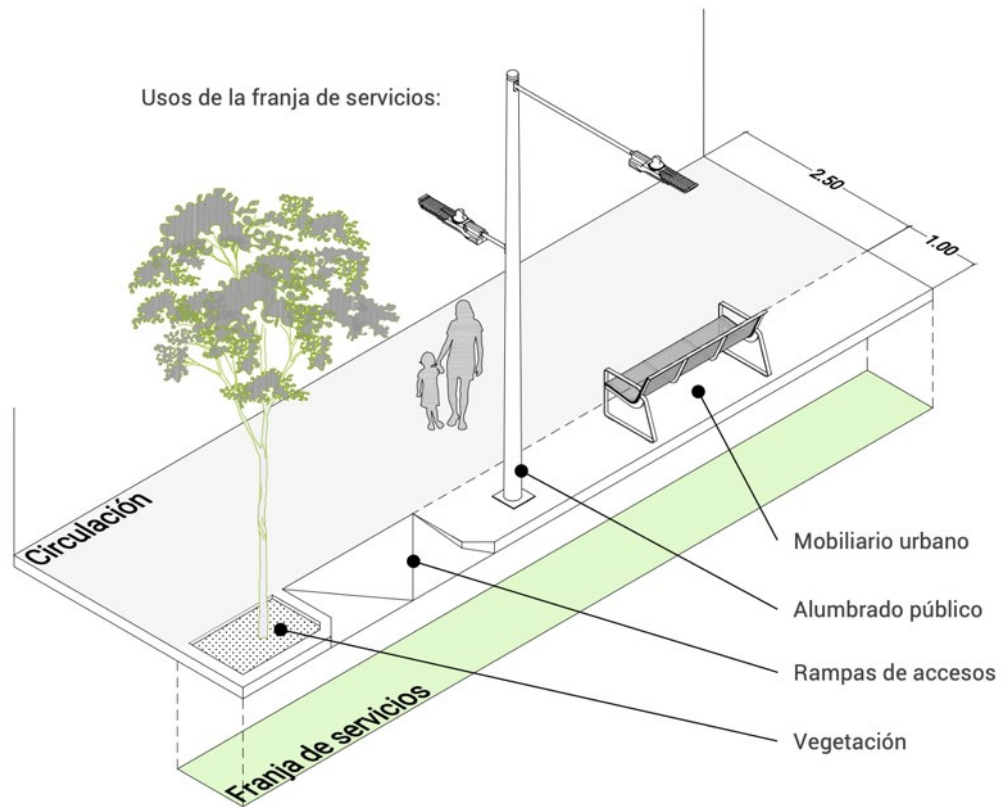 Usos de la franja de servicios:
2.50
1.00
Circulación
Mobiliario urbano
Alumbrado público
Rampas de accesos
Franja de servicios
Vegetación